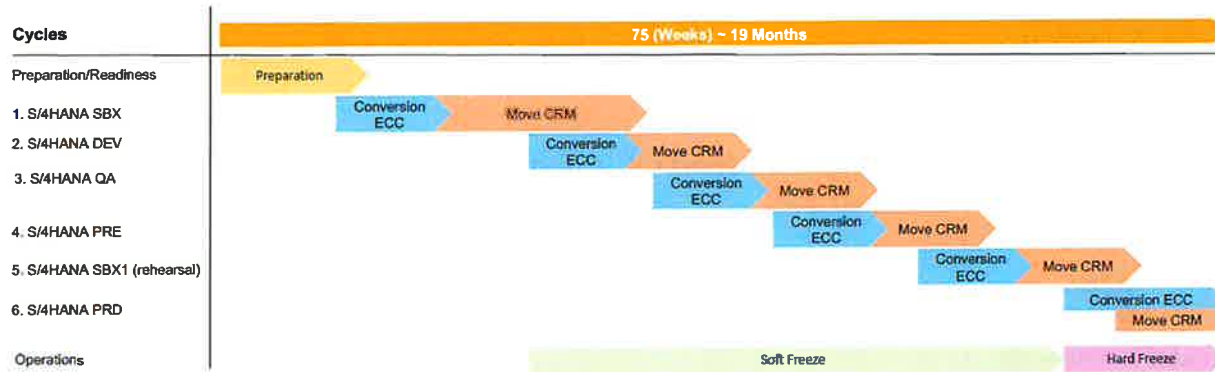 Cycles
75 (Weeks) ~ 19 Months
Preparation/Readiness
Preparation
1. S/4HANA SBX
Conversion
ECC
Move CRM
2. S/4HANA DEV
Conversion
ECC
Move CRM
3. S/4HANA QA
Conversion
ECC
Move CRM
4. S/4HANA PRE
Conversion
ECC
Move CRM
5. S/4HANA SBX1 (rehearsal)
Conversion
ECC
Move CRM
6. S/4HANA PRD
Conversion ECC
Move CRM
Operations
Soft Freeze
Hard Freeze